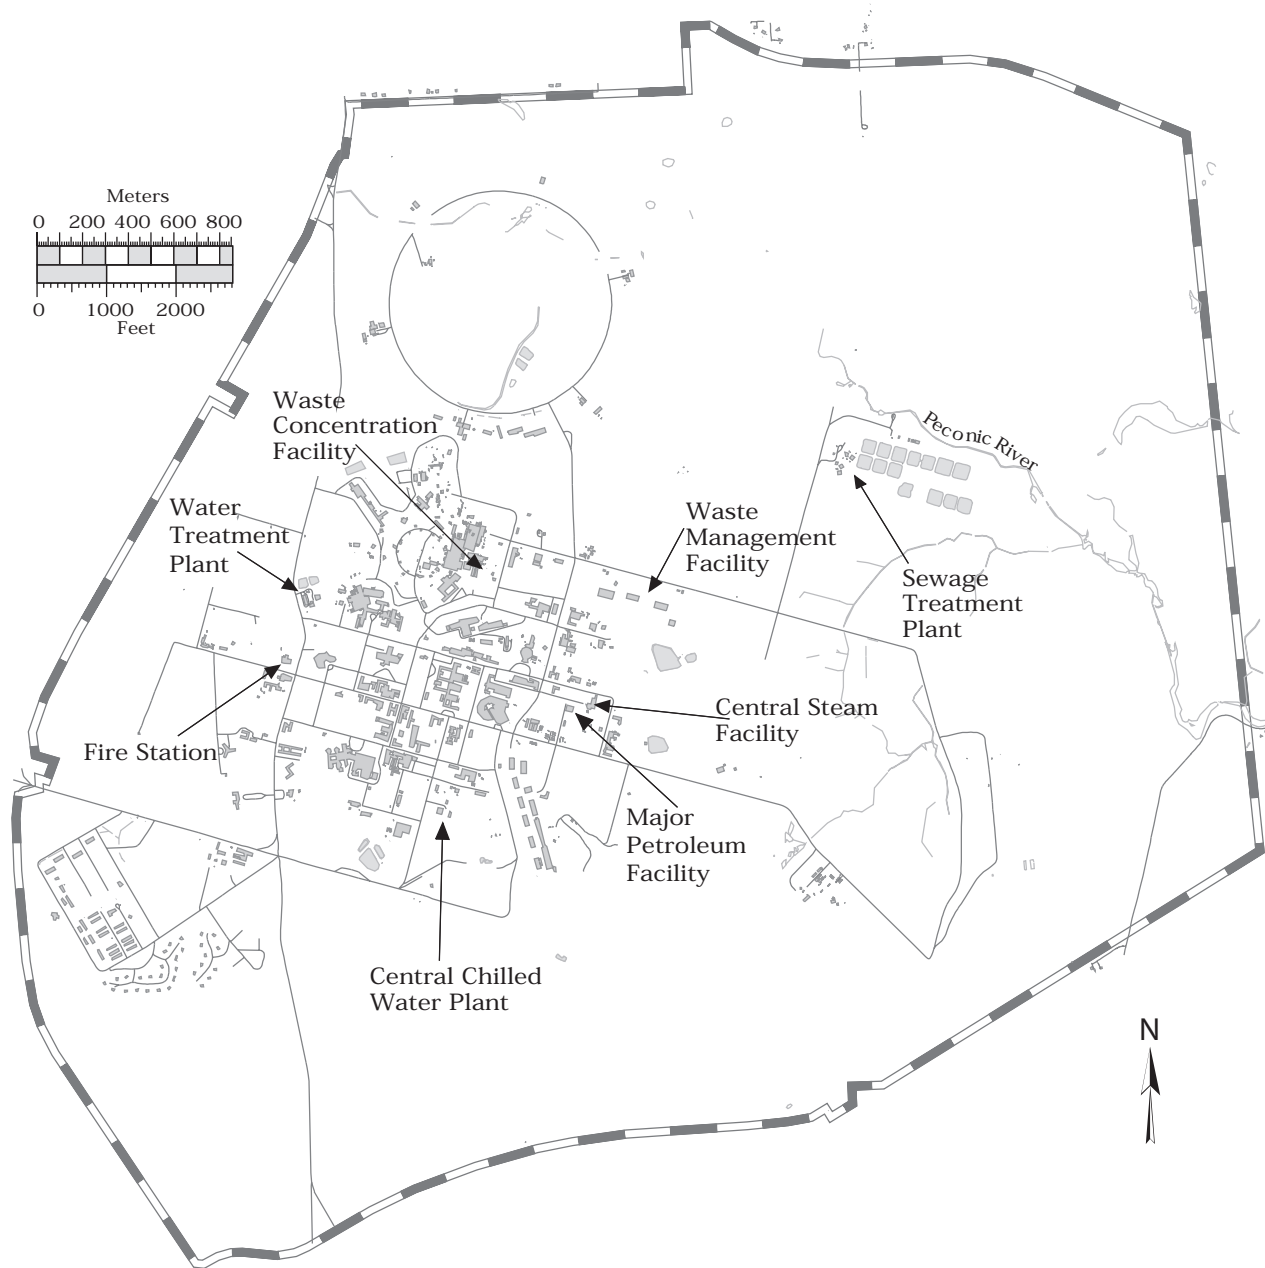 Meters
0 200 400 600 800
0 1000 2000
Feet
Waste
Concentration
Facility
Peconic River
Water
Treatment
Plant
Waste
Management
Facility
Sewage
Treatment
Plant
Central Steam
Facility
Fire Station
Major
Petroleum
Facility
Central Chilled
Water Plant
N